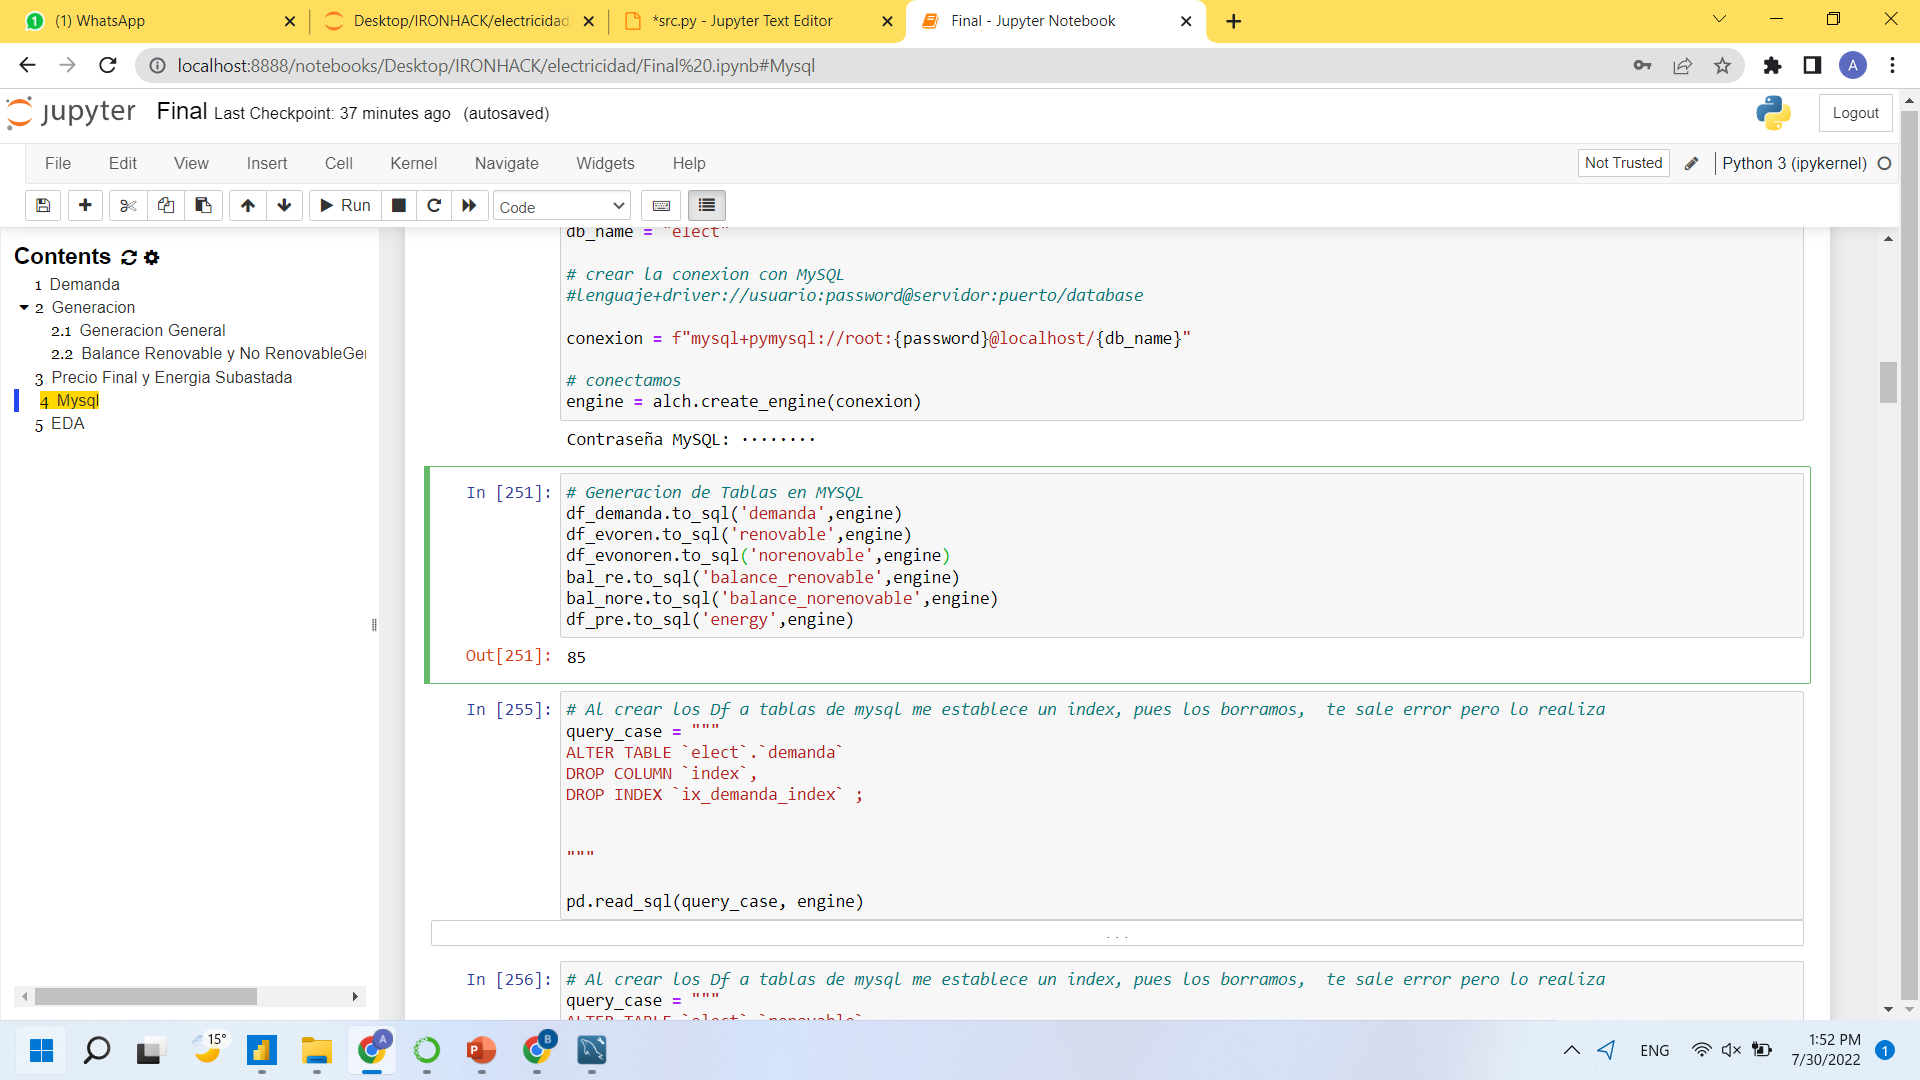 (1) WhatsApp
Desktop/IRONHACK/electricidad
*src.py - Jupyter Text Editor
Final - Jupyter Notebook
localhost:8888/notebooks/Desktop/IRONHACK/electricidad/Final%20.ipynb#Mysql
A
jupyter Final Last Checkpoint: 37 minutes ago (autosaved)
Logout
File Edit View Insert Cell Kernel Navigate Widgets Help
Not Trusted
Python 3 (ipykernel)
Run
Code
Contents
1 Demanda
2 Generacion
2.1 Generacion General
2.2 Balance Renovable y No RenovableGer
3 Precio Final y Energia Subastada
4 Mysql
5 EDA
db_name = "elect"
# crear la conexion con MySQL
#lenguaje+driver://usuario:password@servidor:puerto/database
conexion = f"mysql+pymysql://root:{password}@localhost/{db_name}"
# conectamos
engine = alch.create_engine(conexion)
Contraseña MySQL: ········
In [251]: # Generacion de Tablas en MYSQL
df_demanda.to_sql('demanda',engine)
df_evoren.to_sql('renovable',engine)
df_evonoren.to_sql('norenovable',engine)
bal_re.to_sql('balance_renovable',engine)
bal_nore.to_sql('balance_norenovable',engine)
df_pre.to_sql('energy',engine)
Out[251]: 85
In [255]: # Al crear los Df a tablas de mysql me establece un index, pues los borramos,  te sale error pero lo realiza
query_case = """
ALTER TABLE `elect`.`demanda`
DROP COLUMN `index`,
DROP INDEX `ix_demanda_index` ;
"""
pd.read_sql(query_case, engine)
...
In [256]: # Al crear los Df a tablas de mysql me establece un index, pues los borramos,  te sale error pero lo realiza
query_case = """
ALTER TABLE `elect`.`renovable`
15°
A
B
ENG
1:52 PM
7/30/2022
1